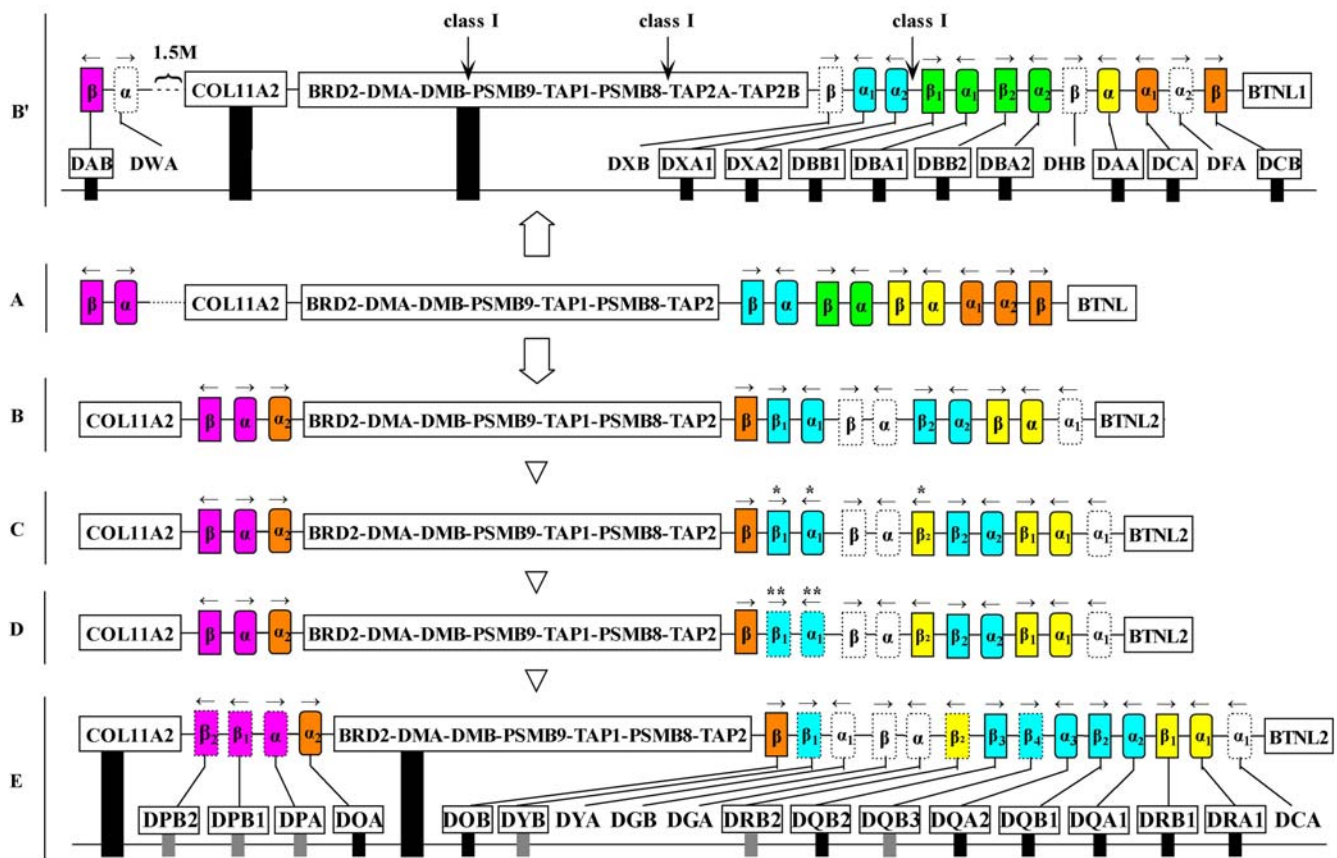 class I class I class I
← → 1.5M → ← ← → ← → ← → ← ← ← →
B' β α COL11A2 BRD2-DMA-DMB-PSMB9-TAP1-PSMB8-TAP2A-TAP2B β α1 α2 β1 α1 β2 α2 β α α1 α2 β BTNL1
DAB DWA DXB DXA1 DXA2 DBB1 DBA1 DBB2 DBA2 DHB DAA DCA DFA DCB
← → → ← → ← → ← ← → →
A β α COL11A2 BRD2-DMA-DMB-PSMB9-TAP1-PSMB8-TAP2 β α β α β α α1 α2 β BTNL
← → → → → ← → ← → ← → ← ←
B COL11A2 β α α2 BRD2-DMA-DMB-PSMB9-TAP1-PSMB8-TAP2 β β1 α1 β α β2 α2 β α α1 BTNL2
* * *
← → → → → ← → ← ← → ← → ← ←
C COL11A2 β α α2 BRD2-DMA-DMB-PSMB9-TAP1-PSMB8-TAP2 β β1 α1 β α β2 β2 α2 β1 α1 α1 BTNL2
** **
← → → → → ← → ← ← → ← → ← ←
D COL11A2 β α α2 BRD2-DMA-DMB-PSMB9-TAP1-PSMB8-TAP2 β β1 α1 β α β2 β2 α2 β1 α1 α1 BTNL2
← ← → ← → → ← → ← ← → → ← → ← → ← ←
E COL11A2 β2 β1 α α2 BRD2-DMA-DMB-PSMB9-TAP1-PSMB8-TAP2 β β1 α1 β α β2 β3 β4 α3 β2 α2 β1 α1 α1 BTNL2
DPB2 DPB1 DPA DOA DOB DYB DYA DGB DGA DRB2 DQB2 DQB3 DQA2 DQB1 DQA1 DRB1 DRA1 DCA